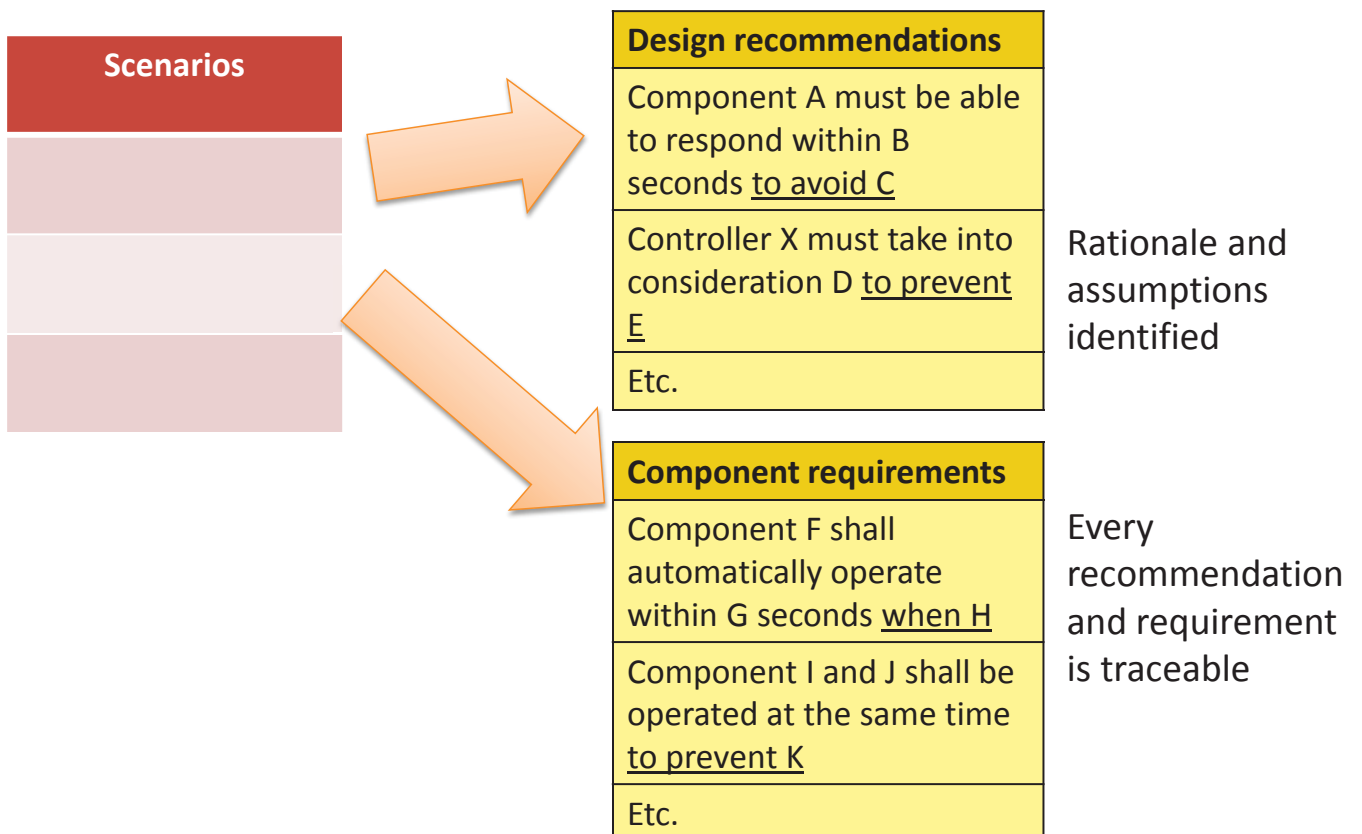 Scenarios
Design recommendations
Component A must be able
to respond within B
seconds to avoid C
Controller X must take into
consideration D to prevent
E
Etc.
Rationale and
assumptions
identified
Component requirements
Component F shall
automatically operate
within G seconds when H
Component I and J shall be
operated at the same time
to prevent K
Etc.
Every
recommendation
and requirement
is traceable